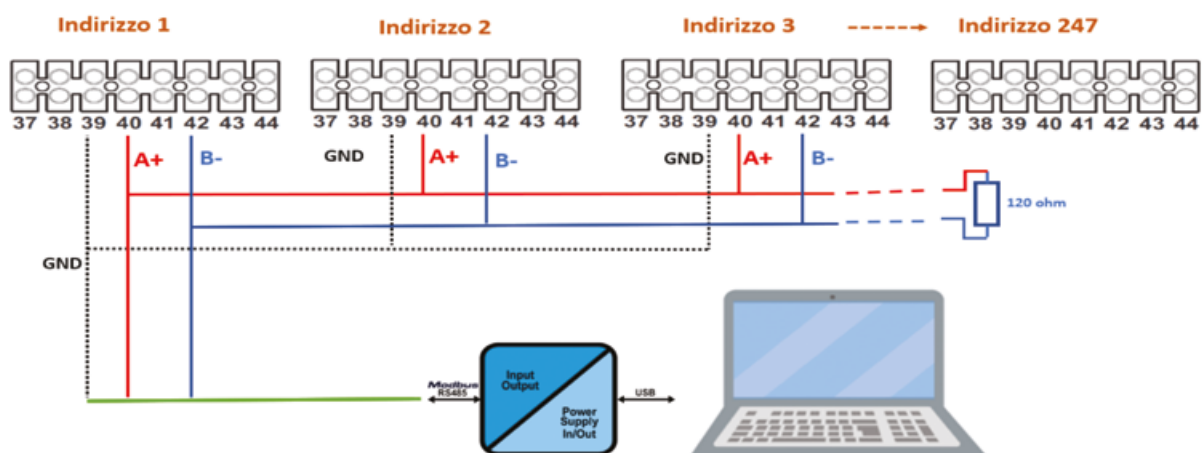 Indirizzo 1
Indirizzo 2
Indirizzo 3
Indirizzo 247
37 38 39 40 41 42 43 44
37 38 39 40 41 42 43 44
37 38 39 40 41 42 43 44
37 38 39 40 41 42 43 44
A+
B-
GND
A+
B-
GND
A+
B-
120 ohm
GND
Modbus
RS485
Input
Output
Power
Supply
In/Out
USB